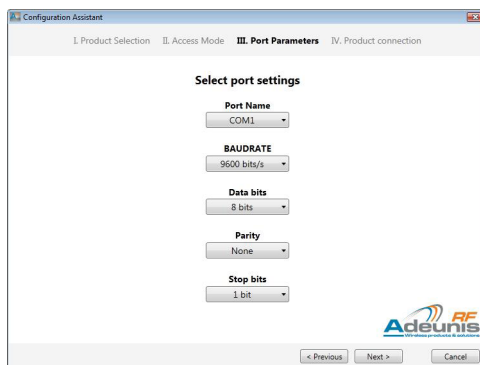 Configuration Assistant
I. Product Selection II. Access Mode III. Port Parameters IV. Product connection
Select port settings
Port Name
COM1
BAUDRATE
9600 bits/s
Data bits
8 bits
Parity
None
Stop bits
1 bit
RF
Adeunis
Wireless products & solutions
< Previous Next > Cancel